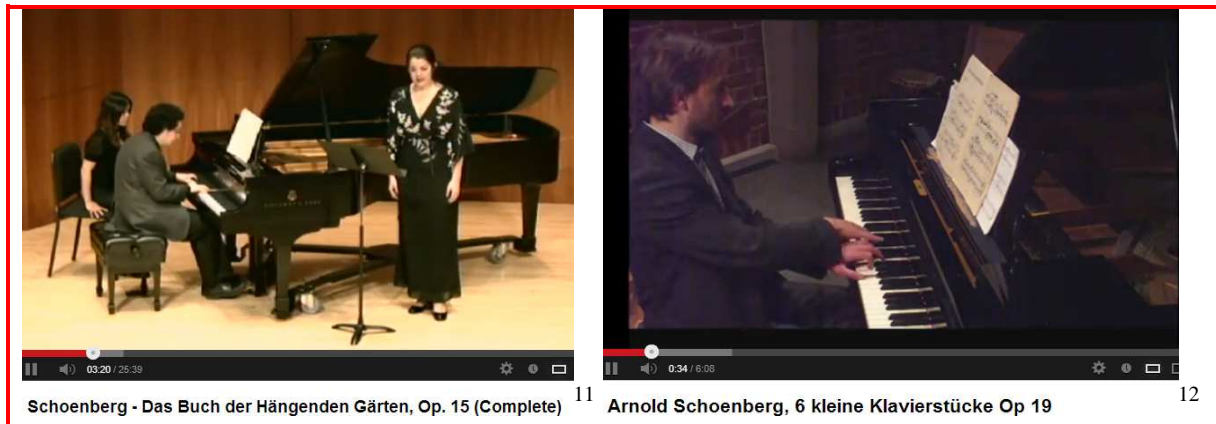 03:20 / 25:39
Schoenberg - Das Buch der Hängenden Gärten, Op. 15 (Complete)
11
0:34 / 6:08
Arnold Schoenberg, 6 kleine Klavierstücke Op 19
12